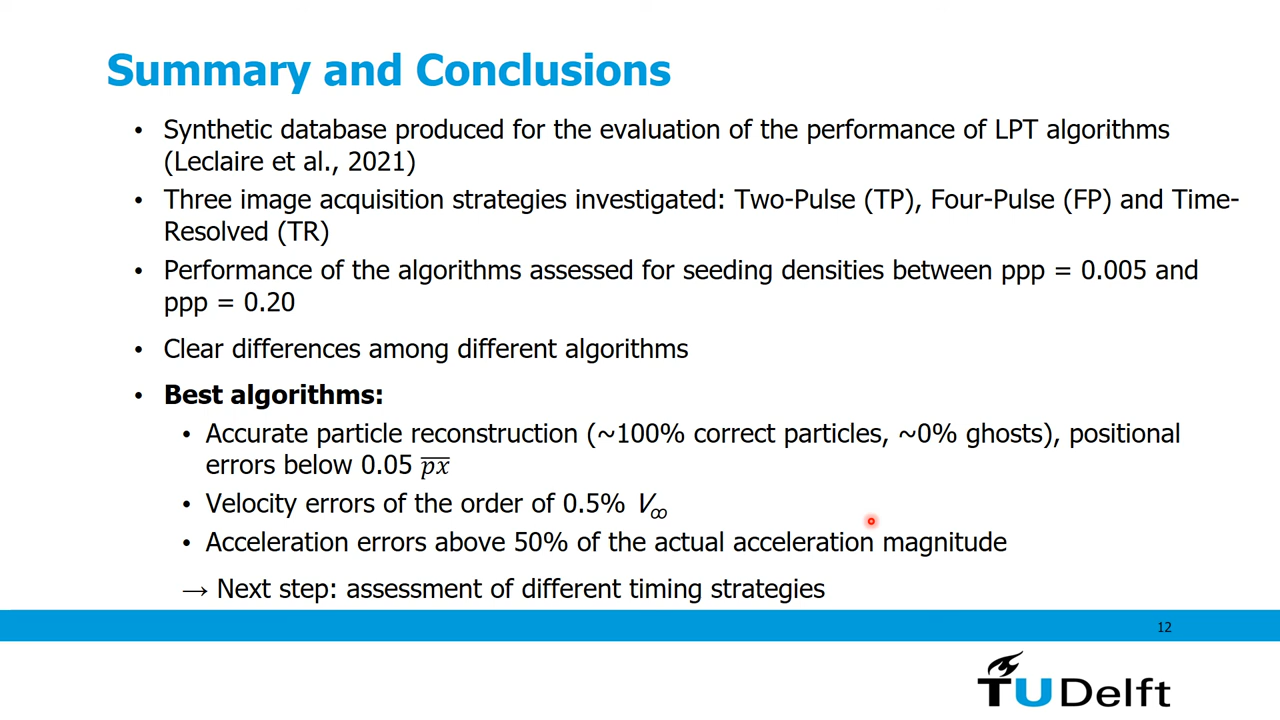 Summary and Conclusions
• Synthetic database produced for the evaluation of the performance of LPT algorithms
(Leclaire et al., 2021)
• Three image acquisition strategies investigated: Two-Pulse (TP), Four-Pulse (FP) and Time-
Resolved (TR)
• Performance of the algorithms assessed for seeding densities between ppp = 0.005 and
ppp = 0.20
• Clear differences among different algorithms
• Best algorithms:
• Accurate particle reconstruction (~100% correct particles, ~0% ghosts), positional
errors below 0.05 p̅x̅
• Velocity errors of the order of 0.5% V∞
• Acceleration errors above 50% of the actual acceleration magnitude
→ Next step: assessment of different timing strategies
12
TU Delft